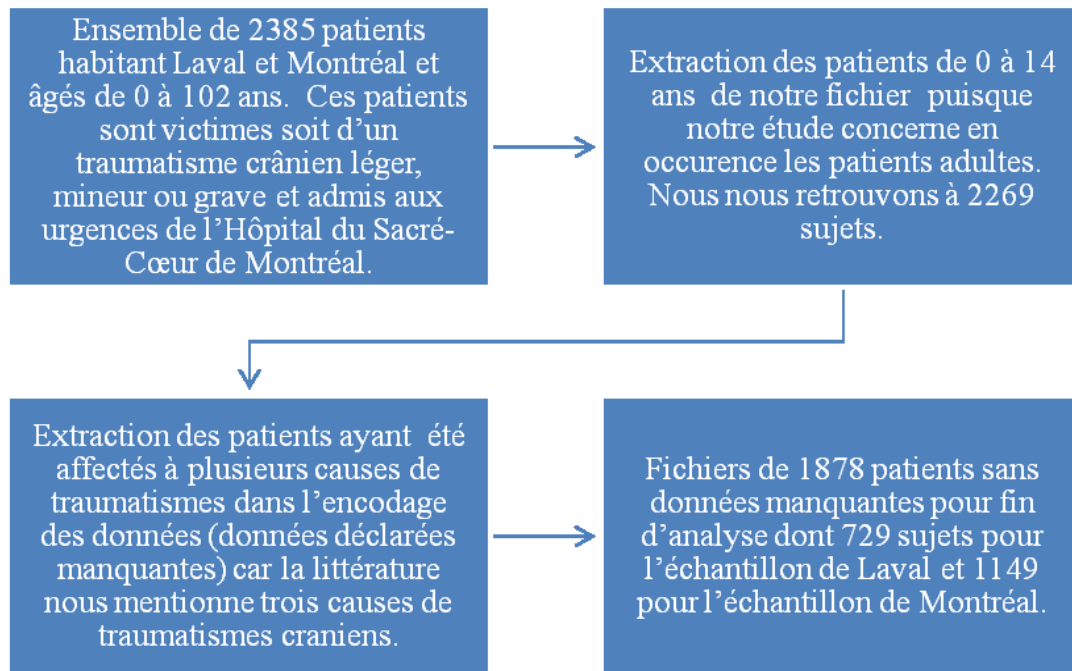 Ensemble de 2385 patients
habitant Laval et Montréal et
âgés de 0 à 102 ans. Ces patients
sont victimes soit d’un
traumatisme crânien léger,
mineur ou grave et admis aux
urgences de l’Hôpital du Sacré-
Cœur de Montréal.
Extraction des patients de 0 à 14
ans de notre fichier puisque
notre étude concerne en
occurence les patients adultes.
Nous nous retrouvons à 2269
sujets.
Extraction des patients ayant été
affectés à plusieurs causes de
traumatismes dans l’encodage
des données (données déclarées
manquantes) car la littérature
nous mentionne trois causes de
traumatismes craniens.
Fichiers de 1878 patients sans
données manquantes pour fin
d’analyse dont 729 sujets pour
l’échantillon de Laval et 1149
pour l’échantillon de Montréal.